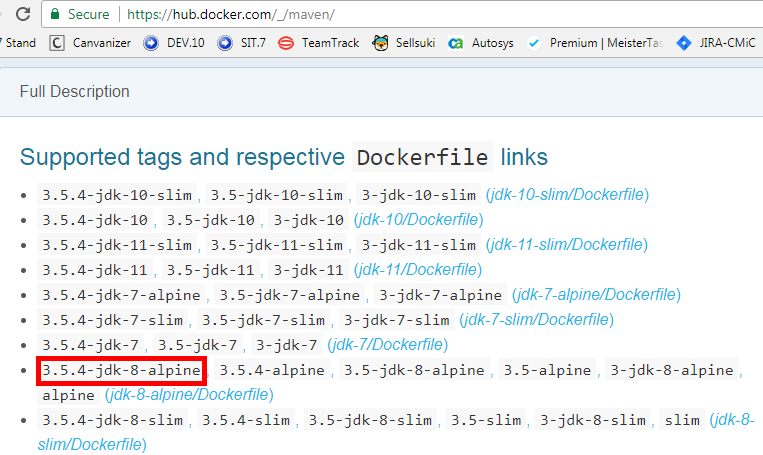 Secure https://hub.docker.com/_/maven/
7 Stand C Canvanizer DEV.10 SIT.7 TeamTrack Sellsuki ca Autosys Premium | MeisterTas JIRA-CMiC
Full Description
Supported tags and respective Dockerfile links
• 3.5.4-jdk-10-slim, 3.5-jdk-10-slim, 3-jdk-10-slim (jdk-10-slim/Dockerfile)
• 3.5.4-jdk-10, 3.5-jdk-10, 3-jdk-10 (jdk-10/Dockerfile)
• 3.5.4-jdk-11-slim, 3.5-jdk-11-slim, 3-jdk-11-slim (jdk-11-slim/Dockerfile)
• 3.5.4-jdk-11, 3.5-jdk-11, 3-jdk-11 (jdk-11/Dockerfile)
• 3.5.4-jdk-7-alpine, 3.5-jdk-7-alpine, 3-jdk-7-alpine (jdk-7-alpine/Dockerfile)
• 3.5.4-jdk-7-slim, 3.5-jdk-7-slim, 3-jdk-7-slim (jdk-7-slim/Dockerfile)
• 3.5.4-jdk-7, 3.5-jdk-7, 3-jdk-7 (jdk-7/Dockerfile)
• 3.5.4-jdk-8-alpine, 3.5.4-alpine, 3.5-jdk-8-alpine, 3.5-alpine, 3-jdk-8-alpine,
alpine (jdk-8-alpine/Dockerfile)
• 3.5.4-jdk-8-slim, 3.5.4-slim, 3.5-jdk-8-slim, 3.5-slim, 3-jdk-8-slim, slim (jdk-8-
slim/Dockerfile)